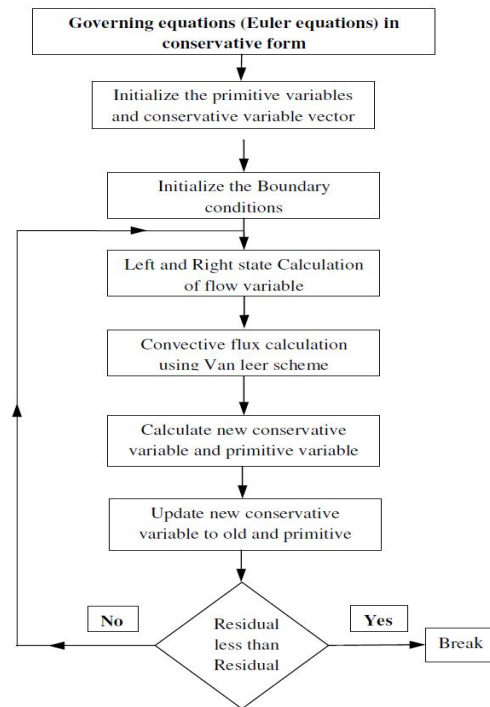 Governing equations (Euler equations) in
conservative form
Initialize the primitive variables
and conservative variable vector
Initialize the Boundary
conditions
Left and Right state Calculation
of flow variable
Convective flux calculation
using Van leer scheme
Calculate new conservative
variable and primitive variable
Update new conservative
variable to old and primitive
No
Residual
less than
Residual
Yes
Break